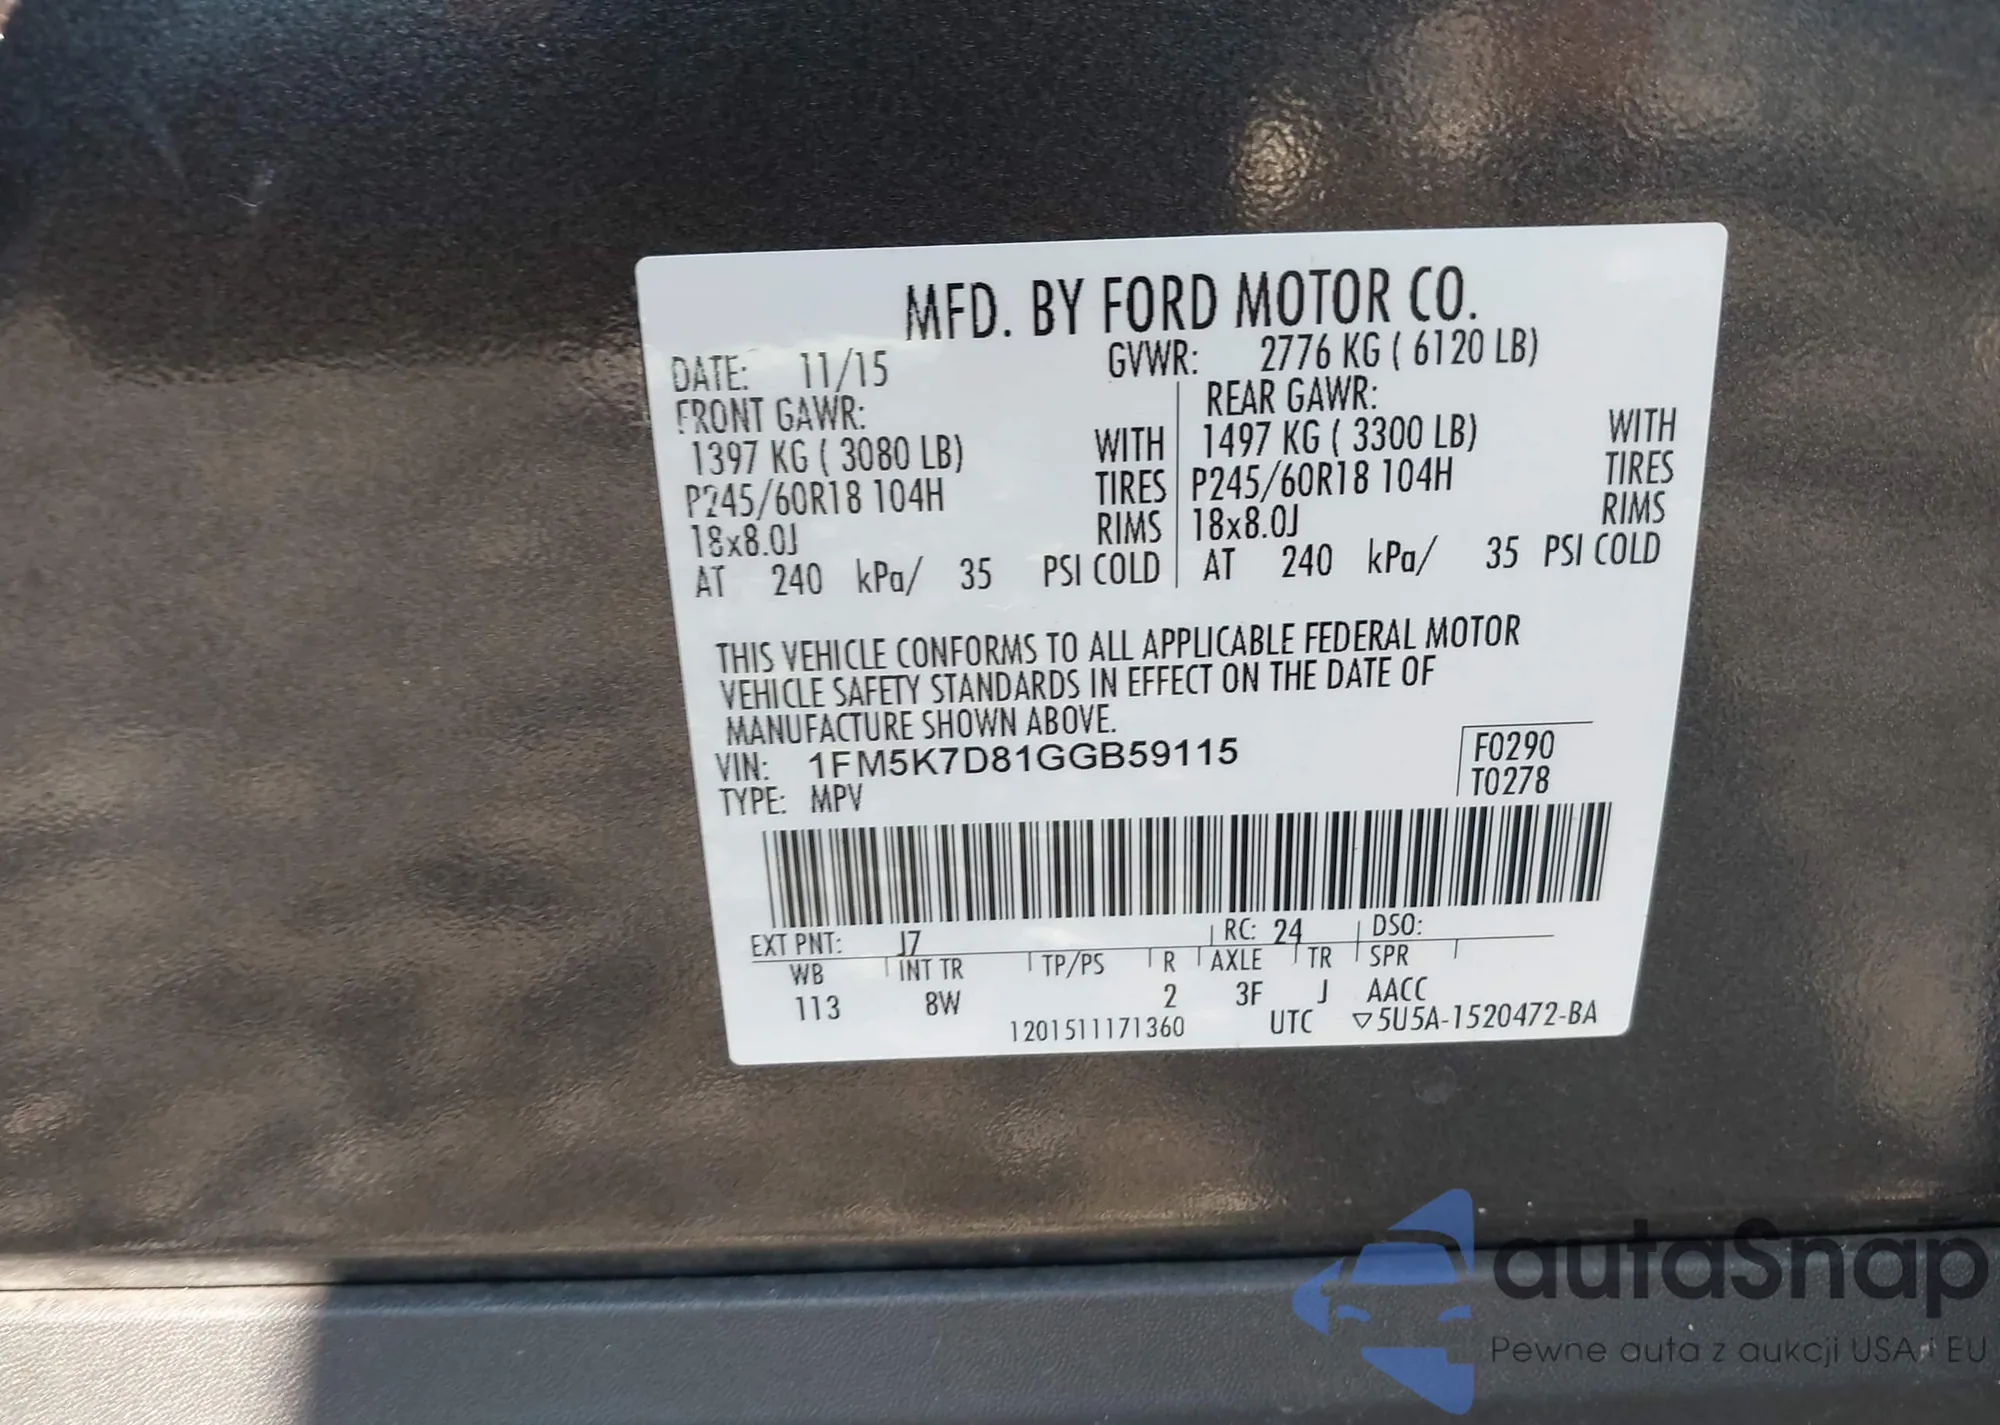 MFD. BY FORD MOTOR CO.
DATE: 11/15 GVWR: 2776 KG ( 6120 LB)
FRONT GAWR: REAR GAWR:
1397 KG ( 3080 LB) WITH 1497 KG ( 3300 LB) WITH
P245/60R18 104H TIRES P245/60R18 104H TIRES
18x8.0J RIMS 18x8.0J RIMS
AT 240 kPa/ 35 PSI COLD AT 240 kPa/ 35 PSI COLD
THIS VEHICLE CONFORMS TO ALL APPLICABLE FEDERAL MOTOR
VEHICLE SAFETY STANDARDS IN EFFECT ON THE DATE OF
MANUFACTURE SHOWN ABOVE.
VIN: 1FM5K7D81GGB59115 F0290
TYPE: MPV T0278
EXT PNT: J7 RC: 24 DSO:
WB INT TR TP/PS R AXLE TR SPR
113 8W 2 3F J AACC
1201511171360 UTC ▽5U5A-1520472-BA
autaSnap
Pewne auta z aukcji USA i EU